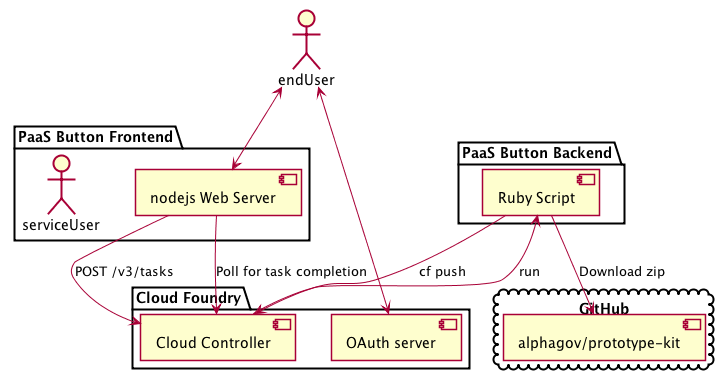 endUser
PaaS Button Frontend
serviceUser
nodejs Web Server
PaaS Button Backend
Ruby Script
POST /v3/tasks
Poll for task completion
cf push
run
Download zip
Cloud Foundry
Cloud Controller
OAuth server
GitHub
alphagov/prototype-kit